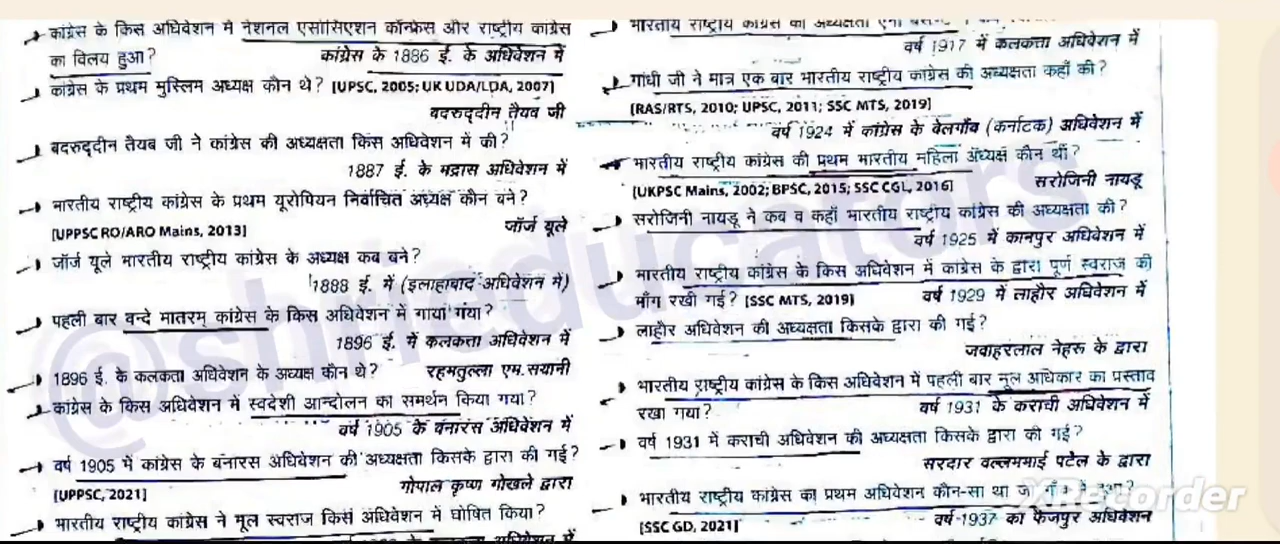 कांग्रेस के किस अधिवेशन में नेशनल एसोसिएशन कॉन्फ्रेंस और राष्ट्रीय कांग्रेस
का विलय हुआ?
कांग्रेस के 1886 ई. के अधिवेशन में
कांग्रेस के प्रथम मुस्लिम अध्यक्ष कौन थे? [UPSC, 2005; UK UDA/LDA, 2007]
बदरुद्दीन तैयब जी
बदरुद्दीन तैयब जी ने कांग्रेस की अध्यक्षता किस अधिवेशन में की?
1887 ई. के मद्रास अधिवेशन में
भारतीय राष्ट्रीय कांग्रेस के प्रथम यूरोपियन निर्वाचित अध्यक्ष कौन बने?
[UPPSC RO/ARO Mains, 2013]
जॉर्ज यूले
जॉर्ज यूले भारतीय राष्ट्रीय कांग्रेस के अध्यक्ष कब बने?
1888 ई. में (इलाहाबाद अधिवेशन में)
पहली बार वन्दे मातरम् कांग्रेस के किस अधिवेशन में गाया गया?
1896 ई. में कलकत्ता अधिवेशन में
1896 ई. के कलकता अधिवेशन के अध्यक्ष कौन थे?
रहमतुल्ला एम. सयानी
कांग्रेस के किस अधिवेशन में स्वदेशी आन्दोलन का समर्थन किया गया?
वर्ष 1905 के बनारस अधिवेशन में
वर्ष 1905 में कांग्रेस के बनारस अधिवेशन की अध्यक्षता किसके द्वारा की गई?
[UPPSC, 2021]
गोपाल कृष्ण गोखले द्वारा
भारतीय राष्ट्रीय कांग्रेस ने मूल स्वराज किस अधिवेशन में घोषित किया?
भारतीय राष्ट्रीय कांग्रेस की अध्यक्षता एनी
वर्ष 1917 में कलकत्ता अधिवेशन में
गांधी जी ने मात्र एक बार भारतीय राष्ट्रीय कांग्रेस की अध्यक्षता कहाँ की?
[RAS/RTS, 2010; UPSC, 2011; SSC MTS, 2019]
वर्ष 1924 में कांग्रेस के बेलगाँव (कर्नाटक) अधिवेशन में
भारतीय राष्ट्रीय कांग्रेस की प्रथम भारतीय महिला अध्यक्ष कौन थीं?
[UKPSC Mains, 2002; BPSC, 2015; SSC CGL, 2016]
सरोजिनी नायडू
सरोजिनी नायडू ने कब व कहाँ भारतीय राष्ट्रीय कांग्रेस की अध्यक्षता की?
वर्ष 1925 में कानपुर अधिवेशन में
भारतीय राष्ट्रीय कांग्रेस के किस अधिवेशन में कांग्रेस के द्वारा पूर्ण स्वराज की
माँग रखी गई? [SSC MTS, 2019]
वर्ष 1929 में लाहौर अधिवेशन में
लाहौर अधिवेशन की अध्यक्षता किसके द्वारा की गई?
जवाहरलाल नेहरू के द्वारा
भारतीय राष्ट्रीय कांग्रेस के किस अधिवेशन में पहली बार मूल अधिकार का प्रस्ताव
रखा गया?
वर्ष 1931 के कराची अधिवेशन में
वर्ष 1931 में कराची अधिवेशन की अध्यक्षता किसके द्वारा की गई?
सरदार वल्लभभाई पटेल के द्वारा
भारतीय राष्ट्रीय कांग्रेस का प्रथम अधिवेशन कौन-सा था जो
[SSC GD, 2021]
वर्ष 1937 का फैजपुर अधिवेशन
@shrieducators
XRecorder